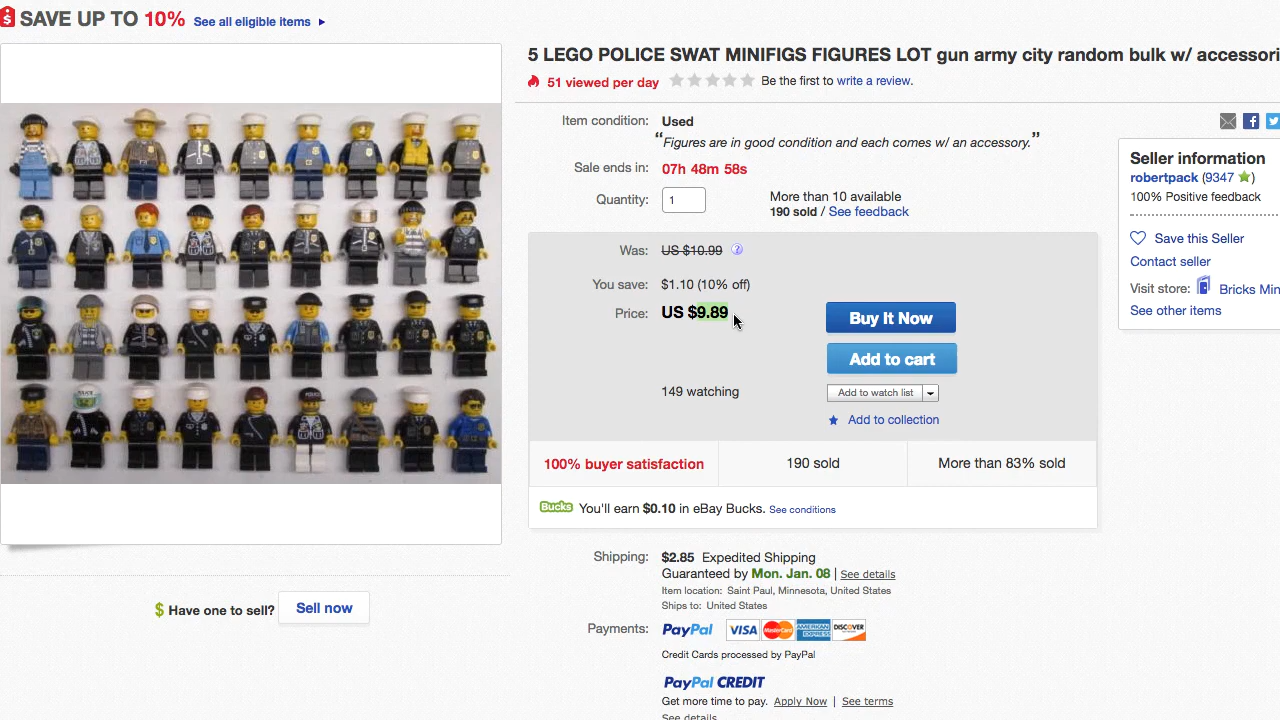 SAVE UP TO 10% See all eligible items
5 LEGO POLICE SWAT MINIFIGS FIGURES LOT gun army city random bulk w/ accessori
51 viewed per day Be the first to write a review.
Item condition: Used
“Figures are in good condition and each comes w/ an accessory.”
Sale ends in: 07h 48m 58s
Quantity: 1 More than 10 available
190 sold / See feedback
Was: US $10.99
You save: $1.10 (10% off)
Price: US $9.89 Buy It Now
Add to cart
149 watching Add to watch list
Add to collection
100% buyer satisfaction 190 sold More than 83% sold
Bucks You'll earn $0.10 in eBay Bucks. See conditions
Shipping: $2.85 Expedited Shipping
Guaranteed by Mon. Jan. 08 | See details
Item location: Saint Paul, Minnesota, United States
Ships to: United States
Payments: PayPal VISA MasterCard AMERICAN EXPRESS DISCOVER
Credit Cards processed by PayPal
PayPal CREDIT
Get more time to pay. Apply Now | See terms
See details
Seller information
robertpack (9347)
100% Positive feedback
Save this Seller
Contact seller
Visit store: Bricks Min
See other items
$ Have one to sell? Sell now